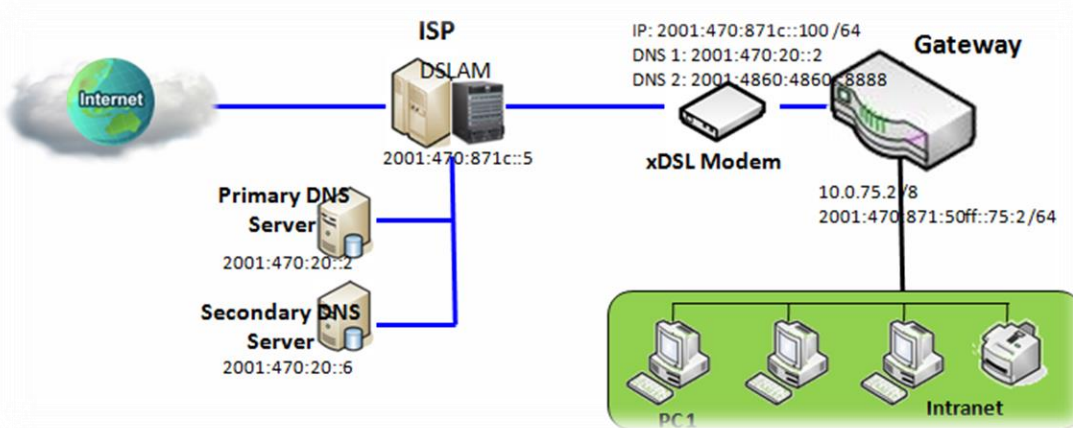 ISP
DSLAM
Internet
2001:470:871c::5
IP: 2001:470:871c::100 /64
DNS 1: 2001:470:20::2
DNS 2: 2001:4860:4860::8888
Gateway
xDSL Modem
10.0.75.2 /8
2001:470:871:50ff::75:2 /64
Primary DNS
Server
2001:470:20::2
Secondary DNS
Server
2001:470:20::6
PC1
Intranet